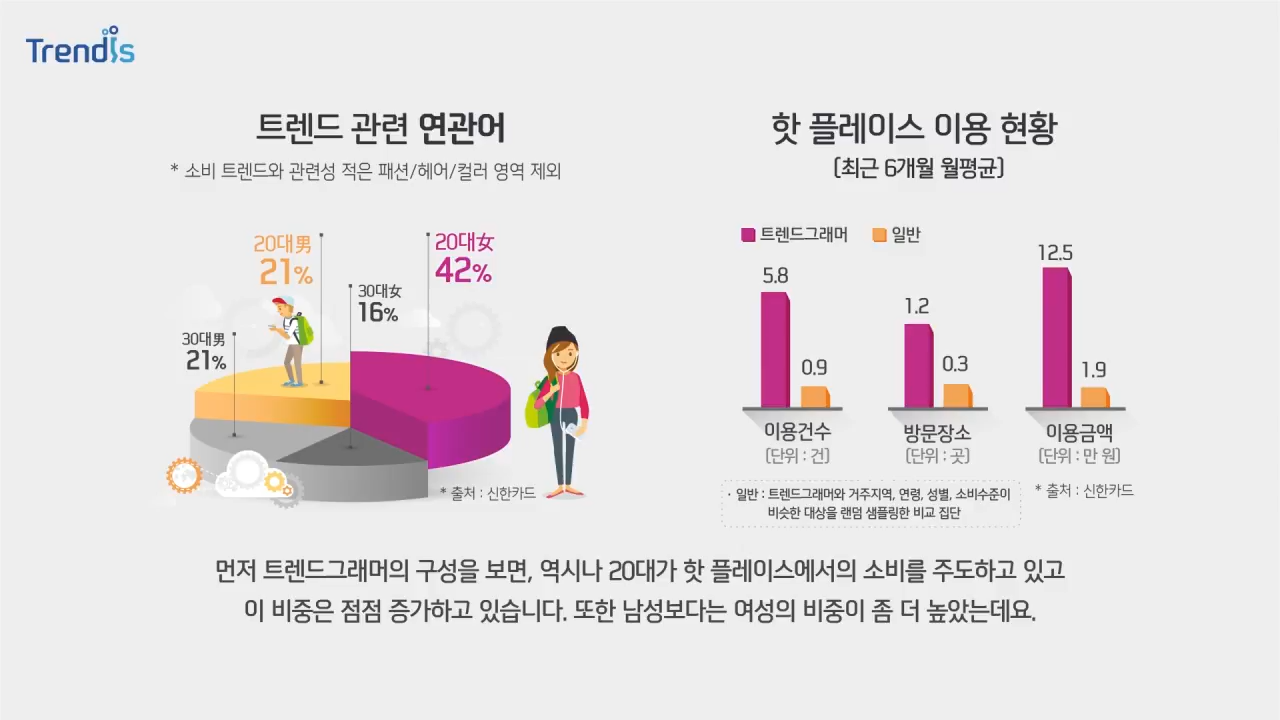 Trendis
트렌드 관련 연관어
* 소비 트렌드와 관련성 적은 패션/헤어/컬러 영역 제외
20대男
21%
20대女
42%
30대女
16%
30대男
21%
* 출처 : 신한카드
핫 플레이스 이용 현황
(최근 6개월 월평균)
트렌드그래머
일반
5.8
0.9
이용건수
(단위 : 건)
1.2
0.3
방문장소
(단위 : 곳)
12.5
1.9
이용금액
(단위 : 만 원)
· 일반 : 트렌드그래머와 거주지역, 연령, 성별, 소비수준이
비슷한 대상을 랜덤 샘플링한 비교 집단
* 출처 : 신한카드
먼저 트렌드그래머의 구성을 보면, 역시나 20대가 핫 플레이스에서의 소비를 주도하고 있고
이 비중은 점점 증가하고 있습니다. 또한 남성보다는 여성의 비중이 좀 더 높았는데요.